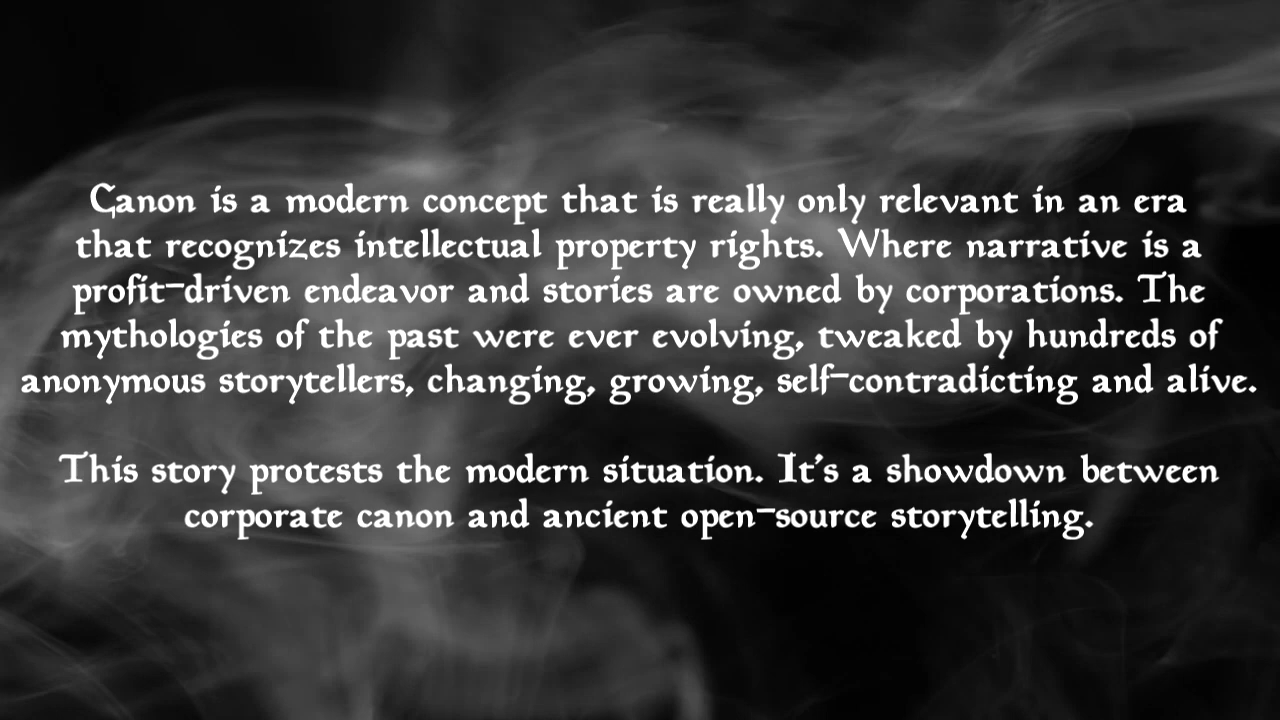 Canon is a modern concept that is really only relevant in an era
that recognizes intellectual property rights. Where narrative is a
profit-driven endeavor and stories are owned by corporations. The
mythologies of the past were ever evolving, tweaked by hundreds of
anonymous storytellers, changing, growing, self-contradicting and alive.
This story protests the modern situation. It's a showdown between
corporate canon and ancient open-source storytelling.